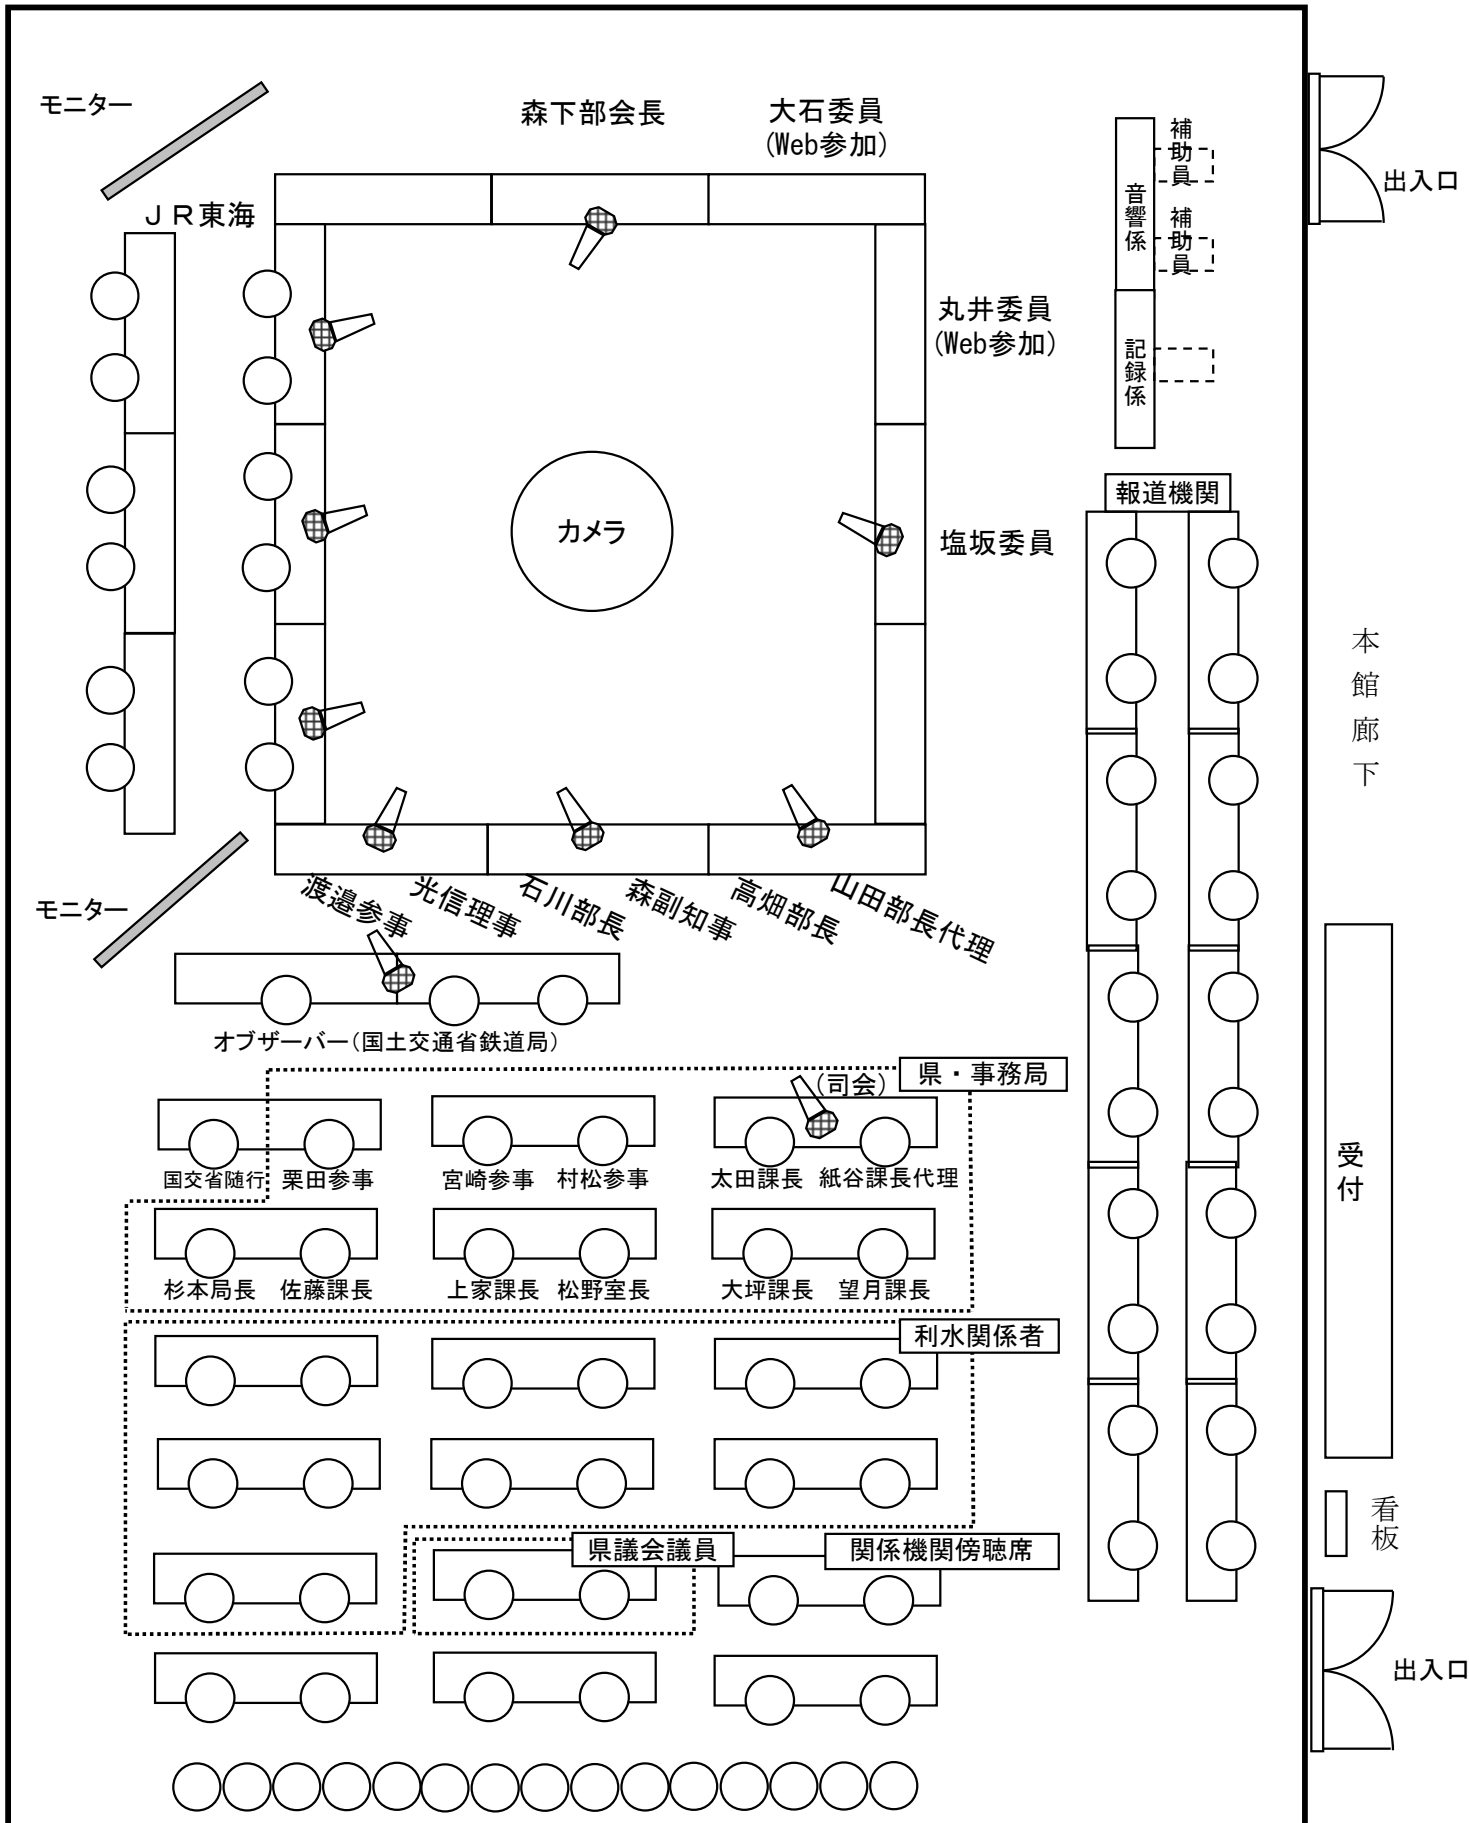 モニター
森下部会長
大石委員
(Web参加)
補助員
出入口
ＪＲ東海
音響係
補助員
丸井委員
(Web参加)
記録係
報道機関
カメラ
塩坂委員
本館廊下
モニター
渡邉参事
光信理事
石川部長
森副知事
高畑部長
山田部長代理
オブザーバー(国土交通省鉄道局)
県・事務局
(司会)
国交省随行
栗田参事
宮崎参事
村松参事
太田課長
紙谷課長代理
受付
杉本局長
佐藤課長
上家課長
松野室長
大坪課長
望月課長
利水関係者
看板
県議会議員
関係機関傍聴席
出入口